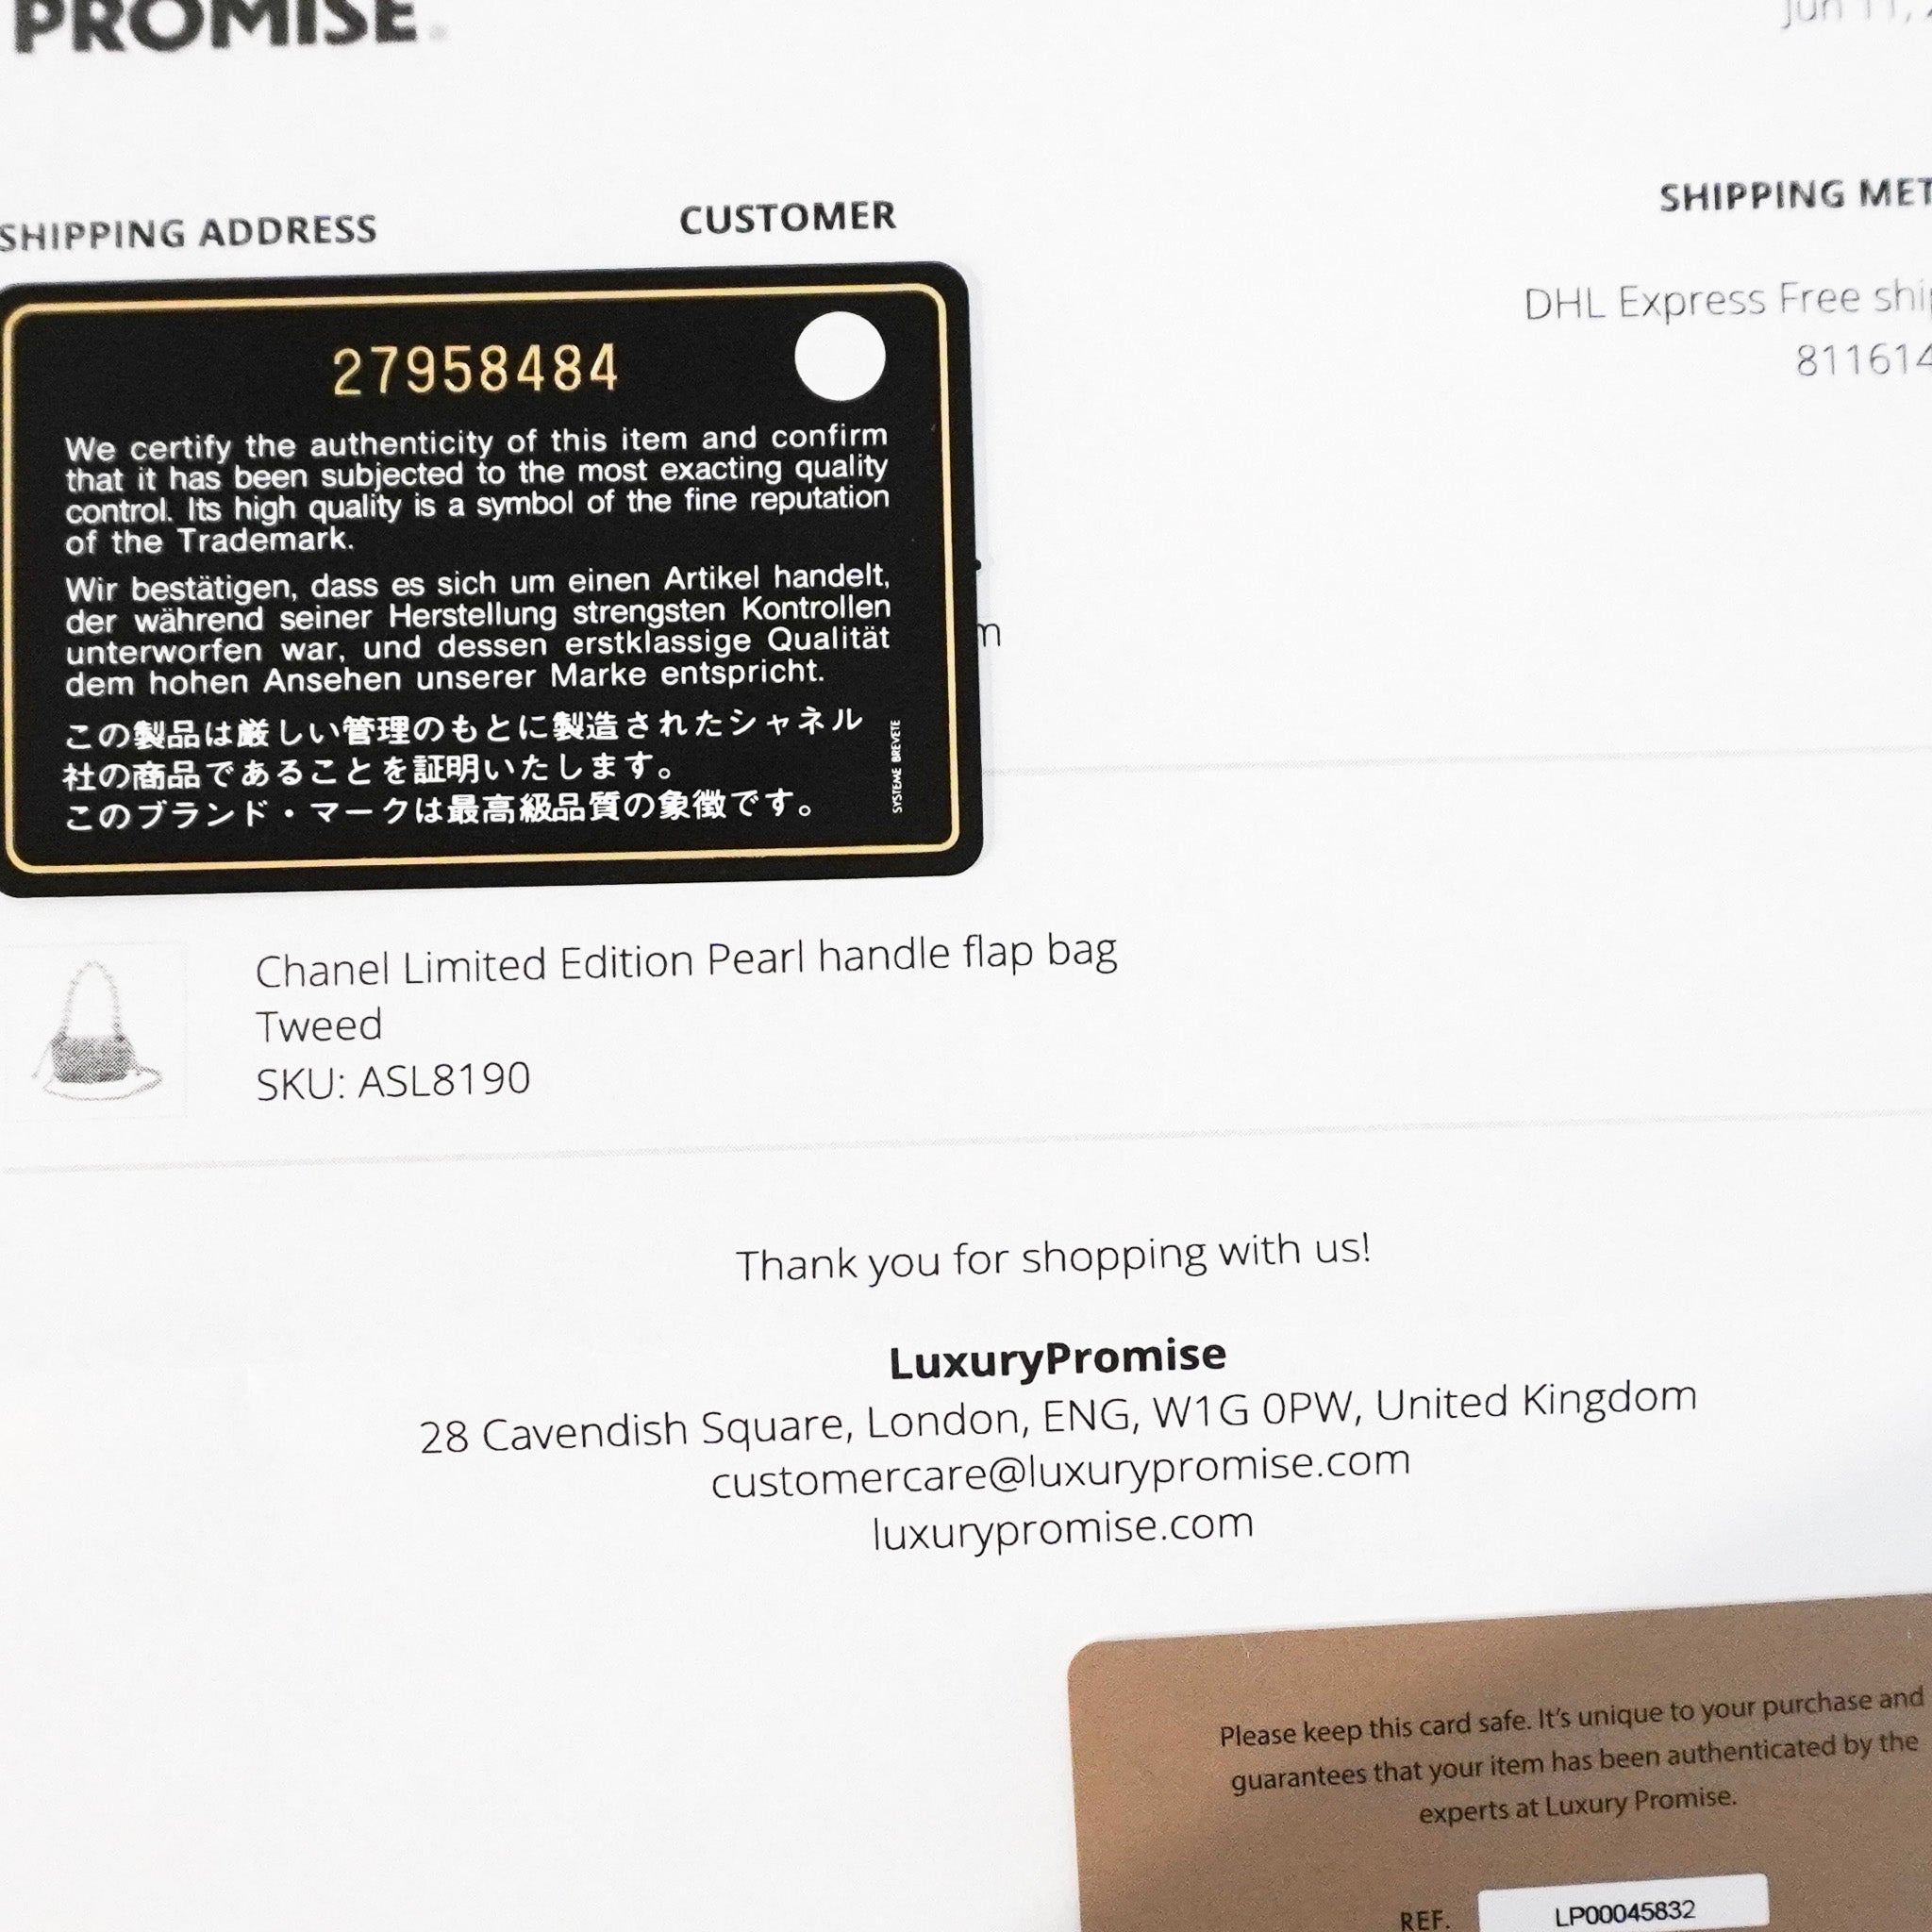 PROMISE
Jun 11,
SHIPPING ADDRESS
CUSTOMER
SHIPPING MET
DHL Express Free ship
811614
27958484
We certify the authenticity of this item and confirm
that it has been subjected to the most exacting quality
control. Its high quality is a symbol of the fine reputation
of the Trademark.
Wir bestätigen, dass es sich um einen Artikel handelt,
der während seiner Herstellung strengsten Kontrollen
unterworfen war, und dessen erstklassige Qualität
dem hohen Ansehen unserer Marke entspricht.
この製品は厳しい管理のもとに製造されたシャネル
社の商品であることを証明いたします。
このブランド・マークは最高級品質の象徴です。
SYSTEME BREVETE
m
Chanel Limited Edition Pearl handle flap bag
Tweed
SKU: ASL8190
Thank you for shopping with us!
LuxuryPromise
28 Cavendish Square, London, ENG, W1G 0PW, United Kingdom
customercare@luxurypromise.com
luxurypromise.com
Please keep this card safe. It's unique to your purchase and
guarantees that your item has been authenticated by the
experts at Luxury Promise.
REF. LP00045832